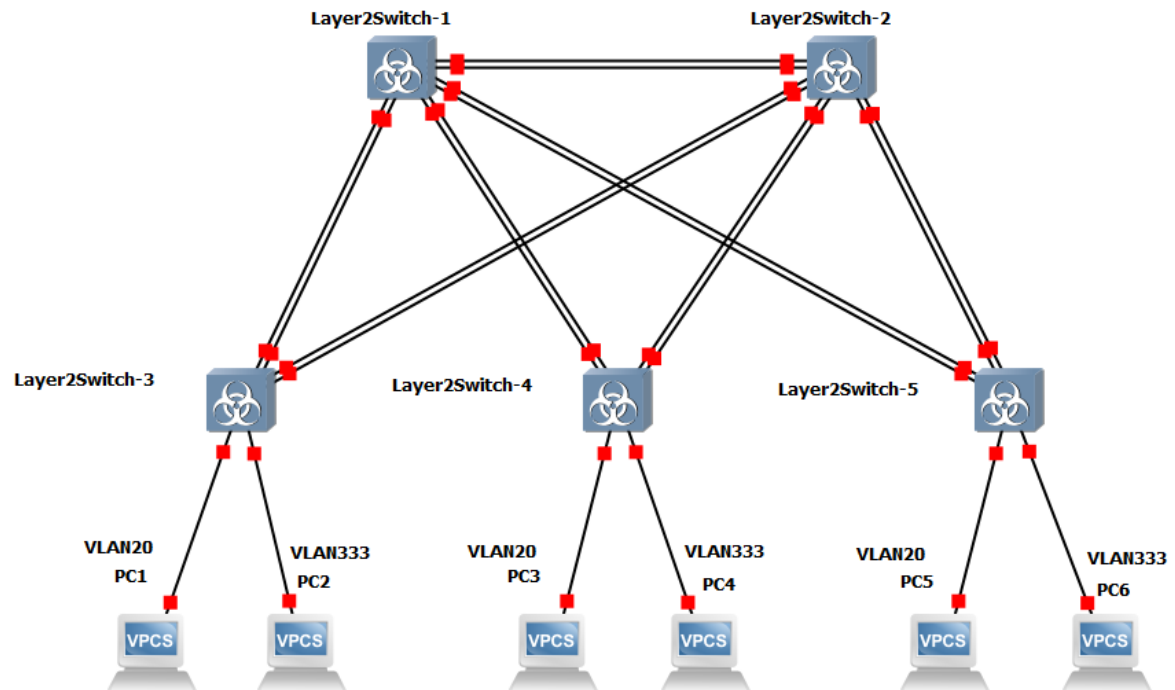 Layer2Switch-1
Layer2Switch-2
Layer2Switch-3
Layer2Switch-4
Layer2Switch-5
VLAN20
PC1
VLAN333
PC2
VLAN20
PC3
VLAN333
PC4
VLAN20
PC5
VLAN333
PC6
VPCS
VPCS
VPCS
VPCS
VPCS
VPCS